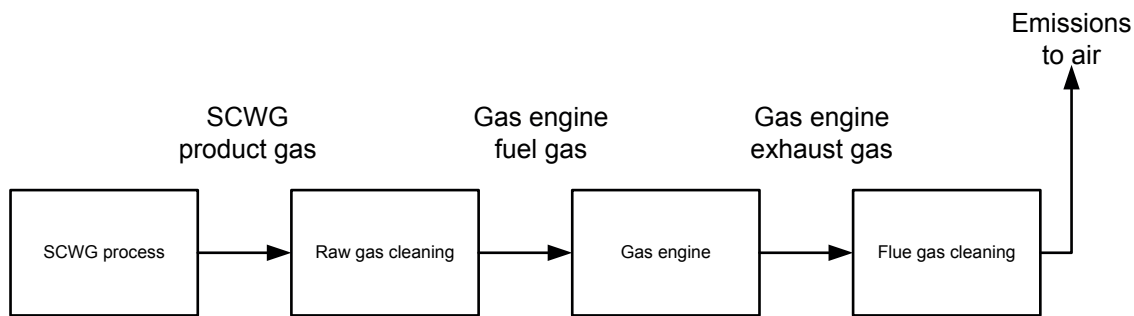 Emissions
to air
SCWG
product gas
Gas engine
fuel gas
Gas engine
exhaust gas
SCWG process
Raw gas cleaning
Gas engine
Flue gas cleaning